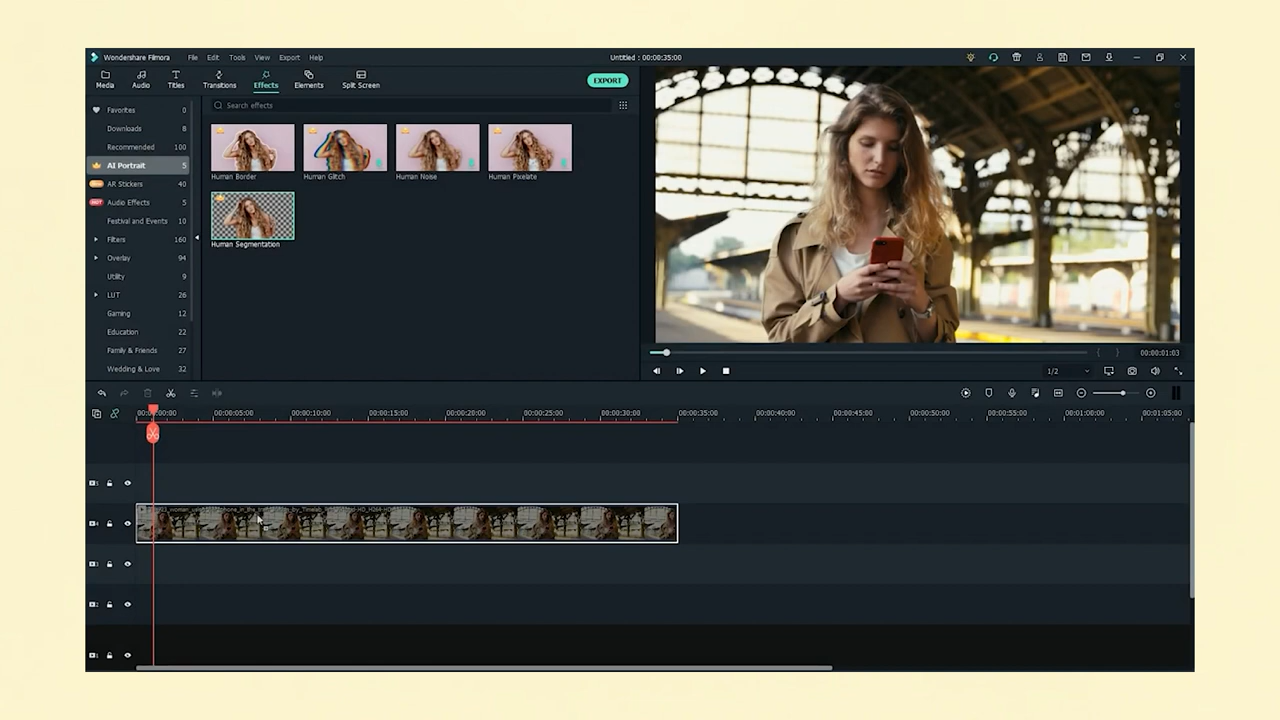 Wondershare Filmora File Edit Tools View Export Help Untitled : 00:00:35:00
Media Audio Titles Transitions Effects Elements Split Screen EXPORT
Search effects
Favorites 0
Downloads 8
Recommended 100
AI Portrait 5
AR Stickers 40
HOT Audio Effects 5
Festival and Events 10
Filters 160
Overlay 94
Utility 9
LUT 26
Gaming 12
Education 22
Family & Friends 27
Wedding & Love 32
Human Border Human Glitch Human Noise Human Pixelate
Human Segmentation
00:00:01:03
1/2
00:00:00:00 00:00:05:00 00:00:10:00 00:00:15:00 00:00:20:00 00:00:25:00 00:00:30:00 00:00:35:00 00:00:40:00 00:00:45:00 00:00:50:00 00:00:55:00 00:01:00:00 00:01:05:00
5
4
3
2
1